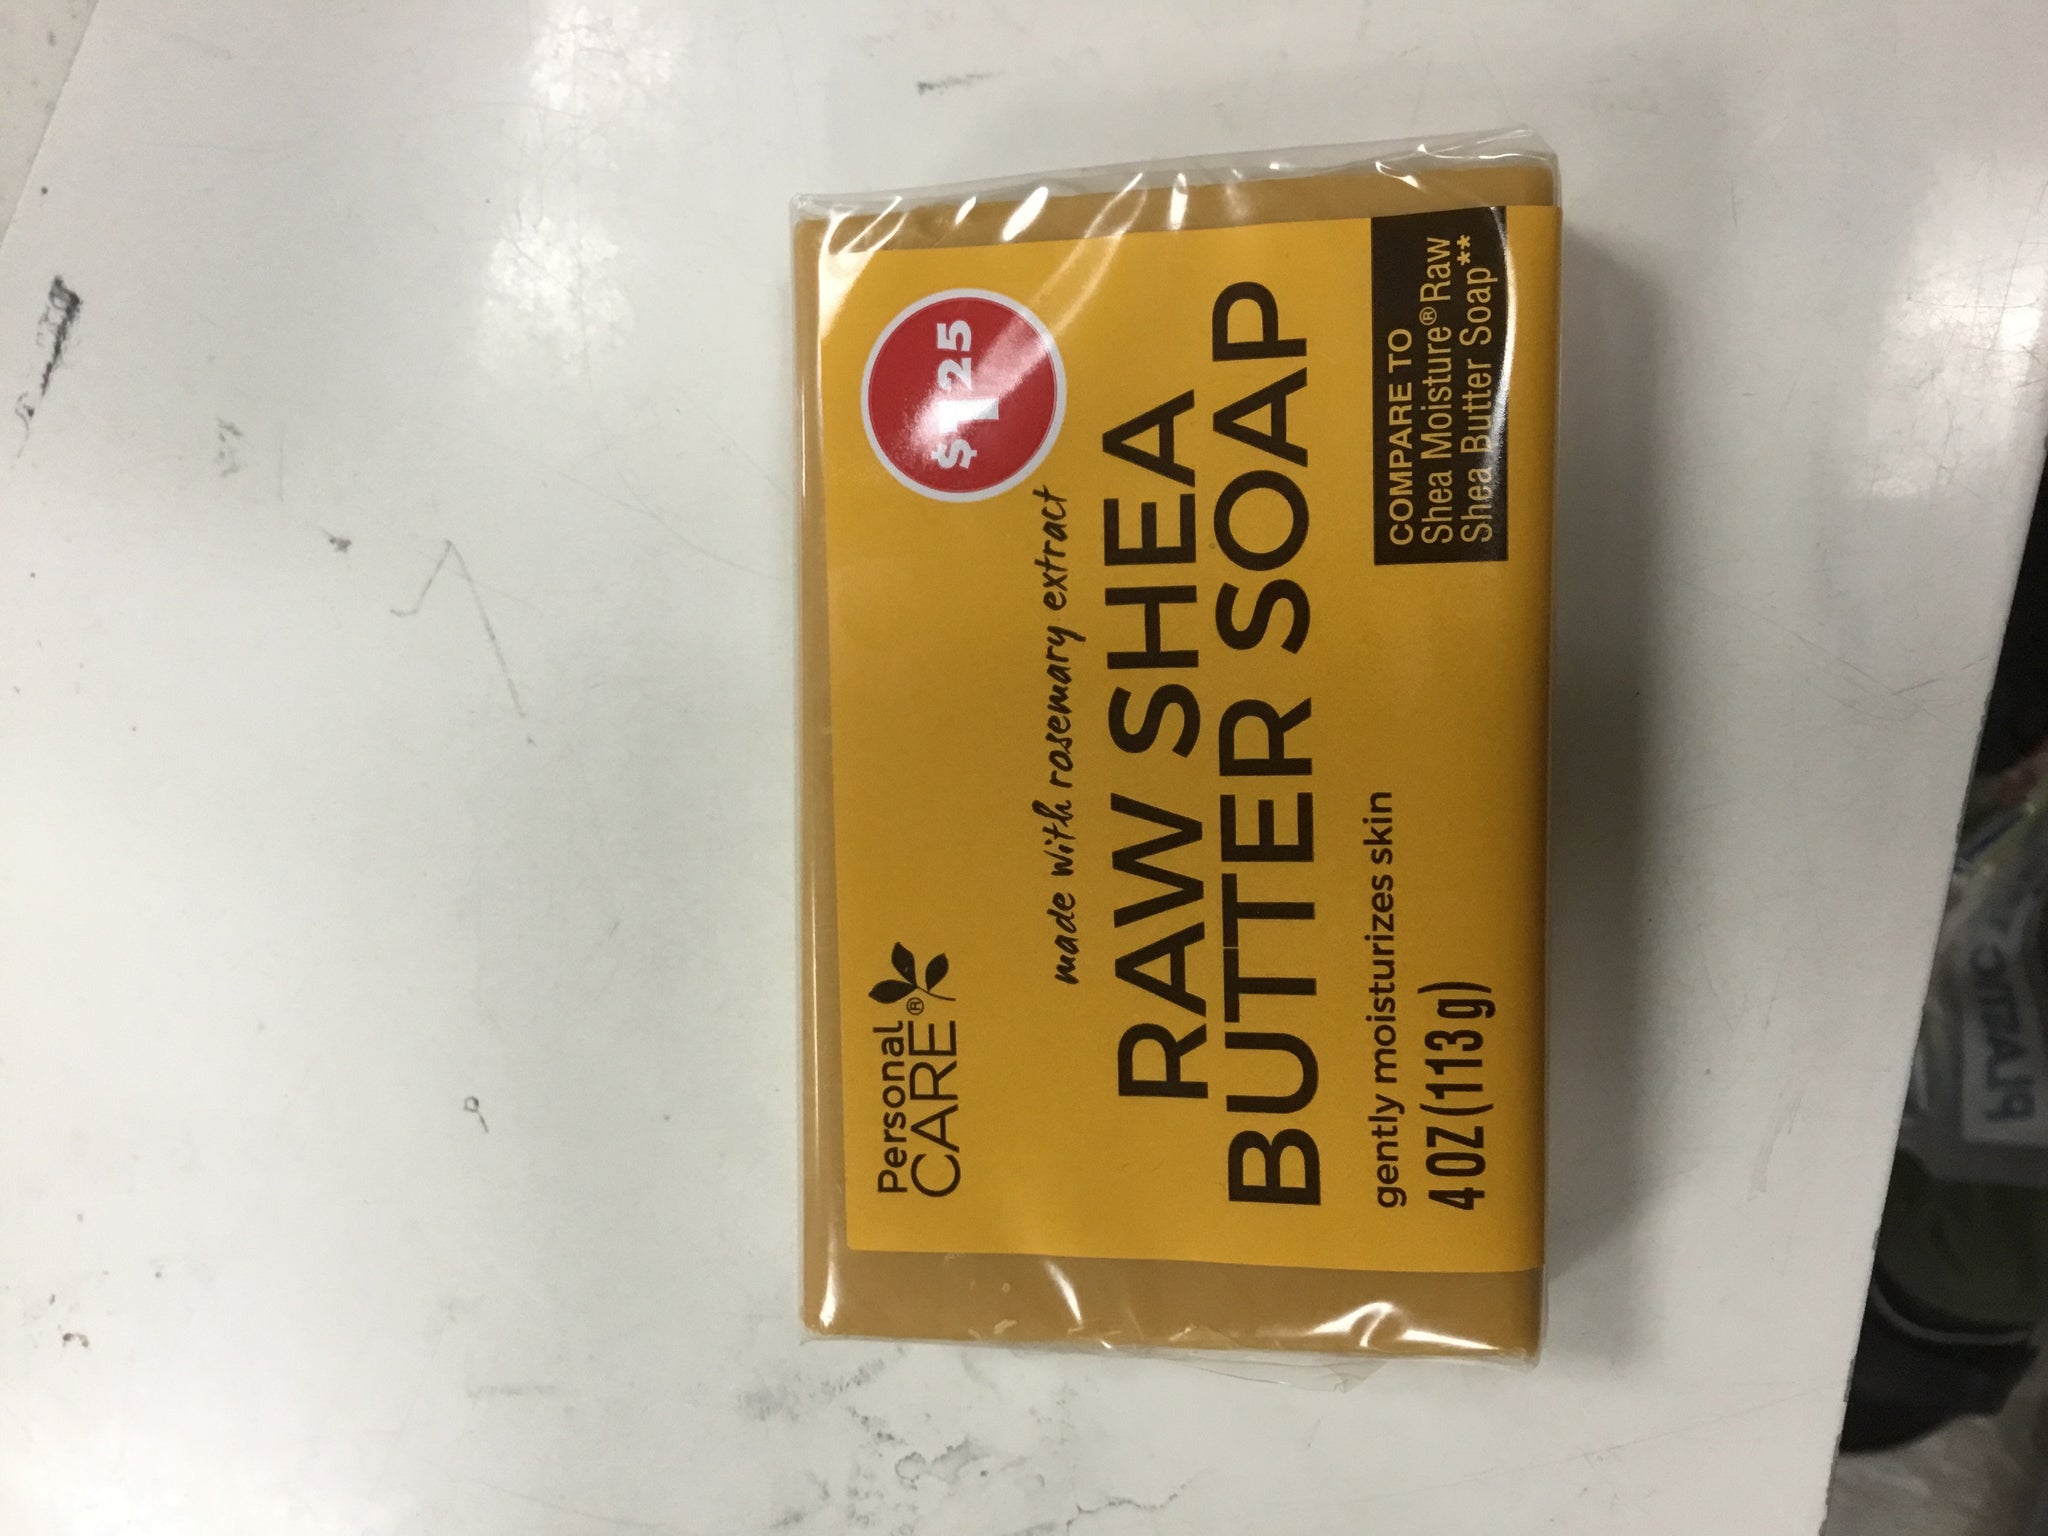 Personal
CARE®
$1.25
made with rosemary extract
RAW SHEA
BUTTER SOAP
gently moisturizes skin
4 OZ (113 g)
COMPARE TO
Shea Moisture® Raw
Shea Butter Soap**